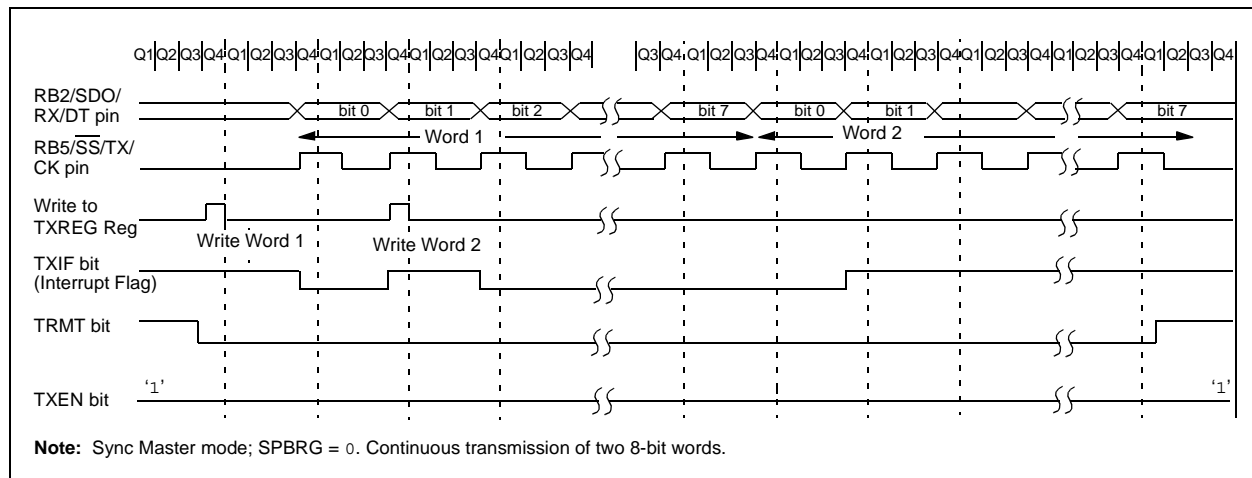 Q1 Q2 Q3 Q4 Q1 Q2 Q3 Q4 Q1 Q2 Q3 Q4 Q1 Q2 Q3 Q4 Q1 Q2 Q3 Q4 Q3 Q4 Q1 Q2 Q3 Q4 Q1 Q2 Q3 Q4 Q1 Q2 Q3 Q4 Q1 Q2 Q3 Q4 Q1 Q2 Q3 Q4 Q1 Q2 Q3 Q4
RB2/SDO/
RX/DT pin
bit 0 bit 1 bit 2 bit 7 bit 0 bit 1 bit 7
Word 1 Word 2
RB5/SS/TX/
CK pin
Write to
TXREG Reg
Write Word 1 Write Word 2
TXIF bit
(Interrupt Flag)
TRMT bit
‘1’ ‘1’
TXEN bit
Note: Sync Master mode; SPBRG = 0. Continuous transmission of two 8-bit words.